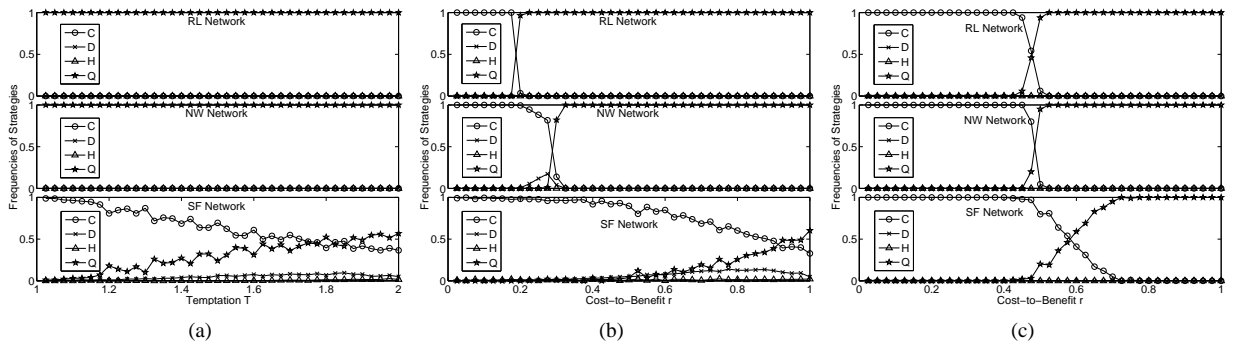 Frequencies of Strategies
1
0.5
0
RL Network
C
D
H
Q
1
0.5
0
NW Network
C
D
H
Q
1
0.5
0
SF Network
C
D
H
Q
1 1.2 1.4 1.6 1.8 2
Temptation T
(a)
Frequencies of Strategies
1
0.5
0
RL Network
C
D
H
Q
1
0.5
0
NW Network
C
D
H
Q
1
0.5
0
SF Network
C
D
H
Q
0 0.2 0.4 0.6 0.8 1
Cost−to−Benefit r
(b)
Frequencies of Strategies
1
0.5
0
RL Network
C
D
H
Q
1
0.5
0
NW Network
C
D
H
Q
1
0.5
0
SF Network
C
D
H
Q
0 0.2 0.4 0.6 0.8 1
Cost−to−Benefit r
(c)